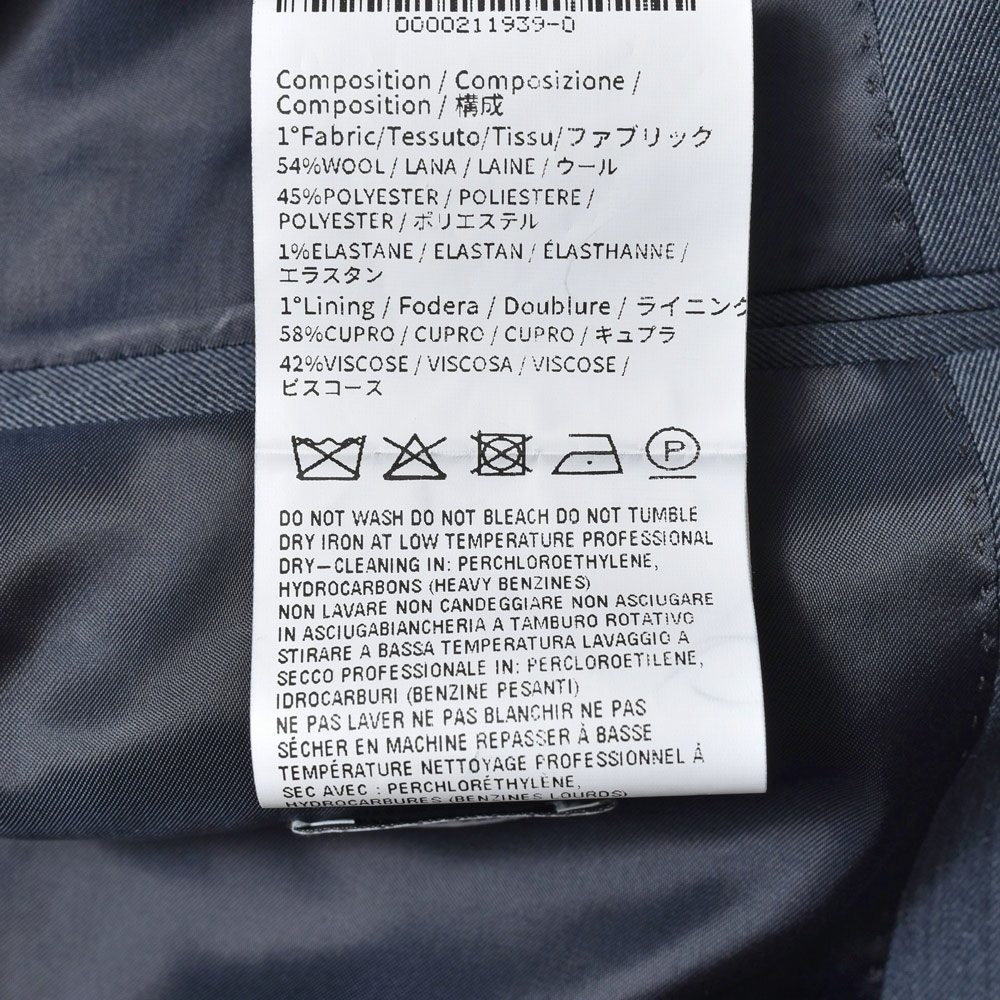 0000211939-0
Composition / Composizione /
Composition / 構成
1°Fabric/Tessuto/Tissu/ファブリック
54%WOOL / LANA / LAINE / ウール
45%POLYESTER / POLIESTERE /
POLYESTER / ポリエステル
1%ELASTANE / ELASTAN / ÉLASTHANNE /
エラスタン
1°Lining / Fodera / Doublure / ライニング
58%CUPRO / CUPRO / CUPRO / キュプラ
42%VISCOSE / VISCOSA / VISCOSE /
ビスコース
P
DO NOT WASH DO NOT BLEACH DO NOT TUMBLE
DRY IRON AT LOW TEMPERATURE PROFESSIONAL
DRY-CLEANING IN: PERCHLOROETHYLENE,
HYDROCARBONS (HEAVY BENZINES)
NON LAVARE NON CANDEGGIARE NON ASCIUGARE
IN ASCIUGABIANCHERIA A TAMBURO ROTATIVO
STIRARE A BASSA TEMPERATURA LAVAGGIO A
SECCO PROFESSIONALE IN: PERCLOROETILENE,
IDROCARBURI (BENZINE PESANTI)
NE PAS LAVER NE PAS BLANCHIR NE PAS
SÉCHER EN MACHINE REPASSER À BASSE
TEMPÉRATURE NETTOYAGE PROFESSIONNEL À
SEC AVEC : PERCHLORÉTHYLÈNE,
HYDROCARBURES (BENZINES LOURDS)